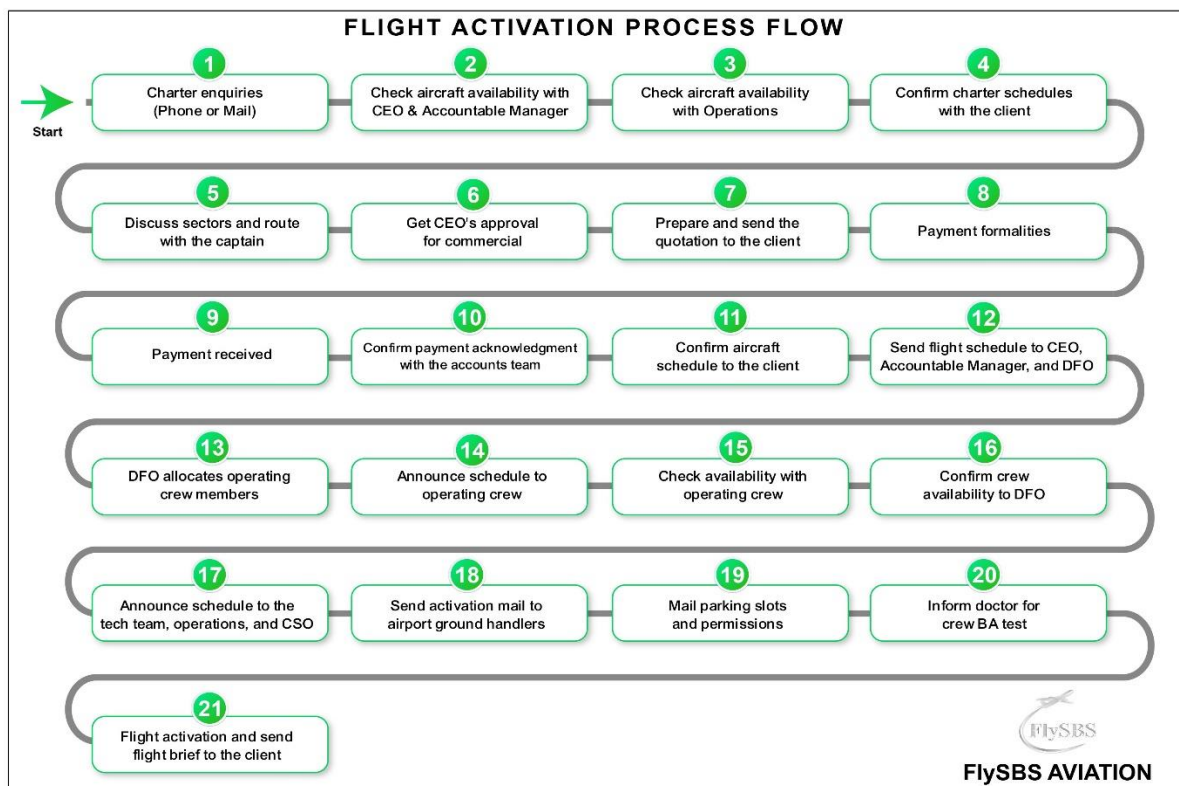 FLIGHT ACTIVATION PROCESS FLOW
Start
1
Charter enquiries
(Phone or Mail)
2
Check aircraft availability with
CEO & Accountable Manager
3
Check aircraft availability
with Operations
4
Confirm charter schedules
with the client
5
Discuss sectors and route
with the captain
6
Get CEO's approval
for commercial
7
Prepare and send the
quotation to the client
8
Payment formalities
9
Payment received
10
Confirm payment acknowledgment
with the accounts team
11
Confirm aircraft
schedule to the client
12
Send flight schedule to CEO,
Accountable Manager, and DFO
13
DFO allocates operating
crew members
14
Announce schedule to
operating crew
15
Check availability with
operating crew
16
Confirm crew
availability to DFO
17
Announce schedule to the
tech team, operations, and CSO
18
Send activation mail to
airport ground handlers
19
Mail parking slots
and permissions
20
Inform doctor for
crew BA test
21
Flight activation and send
flight brief to the client
FlySBS
FlySBS AVIATION